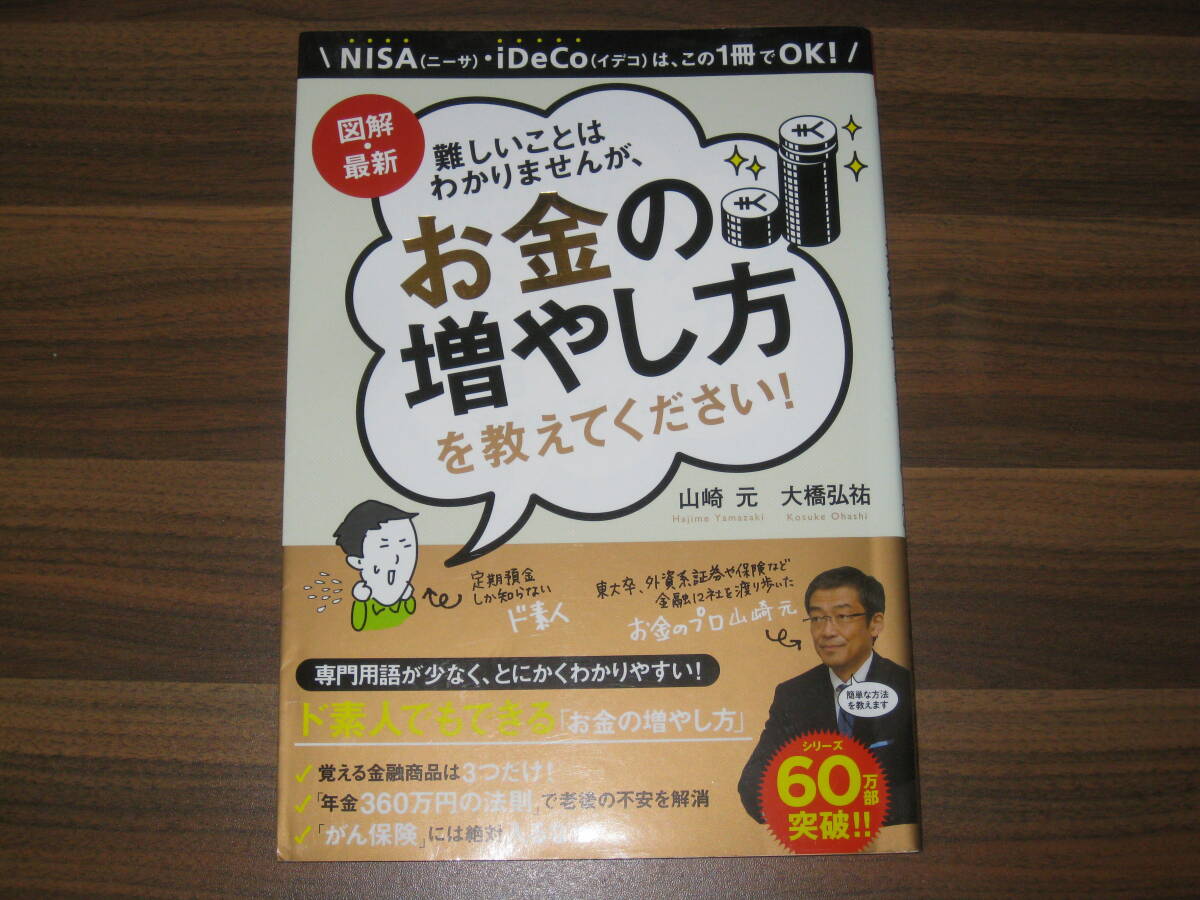 \ NISA(ニーサ)・iDeCo(イデコ)は、この1冊でOK! /
図解・最新
難しいことは
わかりませんが、
お金の
増やし方
を教えてください!
山崎 元 大橋弘祐
Hajime Yamazaki Kosuke Ohashi
定期預金
しか知らない
ド素人
東大卒、外資系証券や保険など
金融12社を渡り歩いた
お金のプロ山崎元
簡単な方法
を教えます
専門用語が少なく、とにかくわかりやすい!
ド素人でもできる「お金の増やし方」
✓ 覚える金融商品は3つだけ!
✓ 「年金360万円の法則」で老後の不安を解消
✓ 「がん保険」には絶対
シリーズ
60万部
突破!!